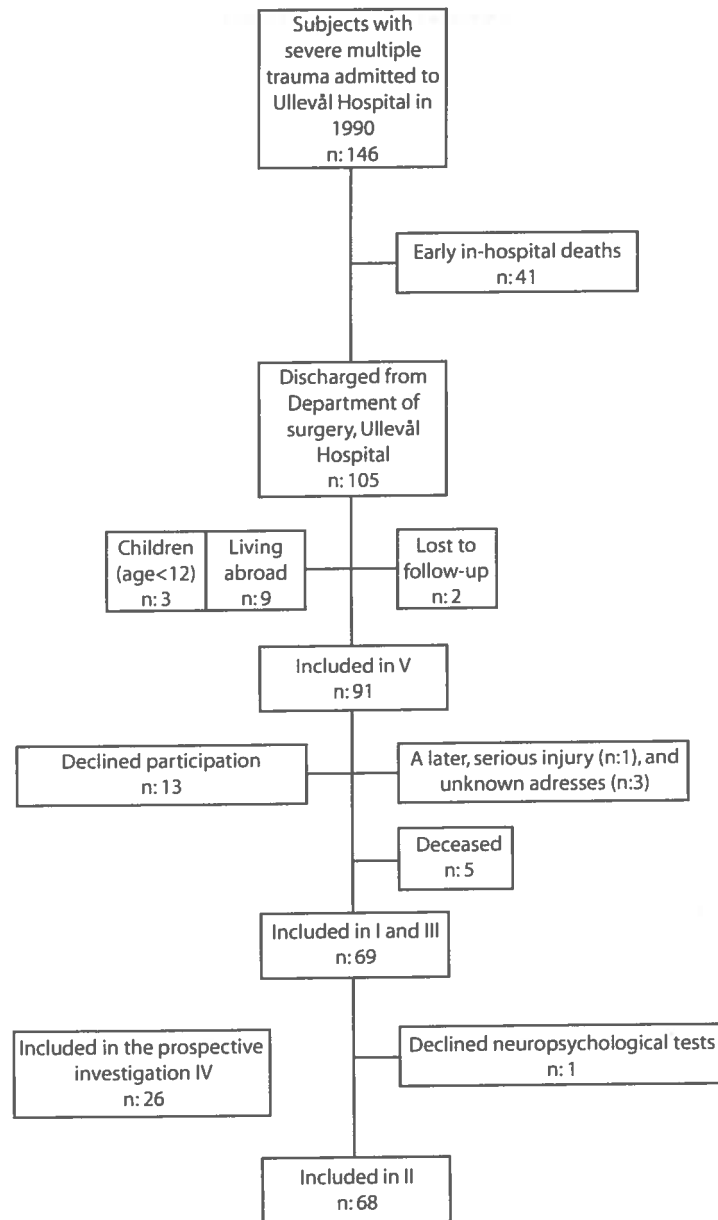 Subjects with
severe multiple
trauma admitted to
Ullevål Hospital in
1990
n: 146
Early in-hospital deaths
n: 41
Discharged from
Department of
surgery, Ullevål
Hospital
n: 105
Children
(age<12)
n: 3
Living
abroad
n: 9
Lost to
follow-up
n: 2
Included in V
n: 91
Declined participation
n: 13
A later, serious injury (n:1), and
unknown adresses (n:3)
Deceased
n: 5
Included in I and III
n: 69
Included in the prospective
investigation IV
n: 26
Declined neuropsychological tests
n: 1
Included in II
n: 68